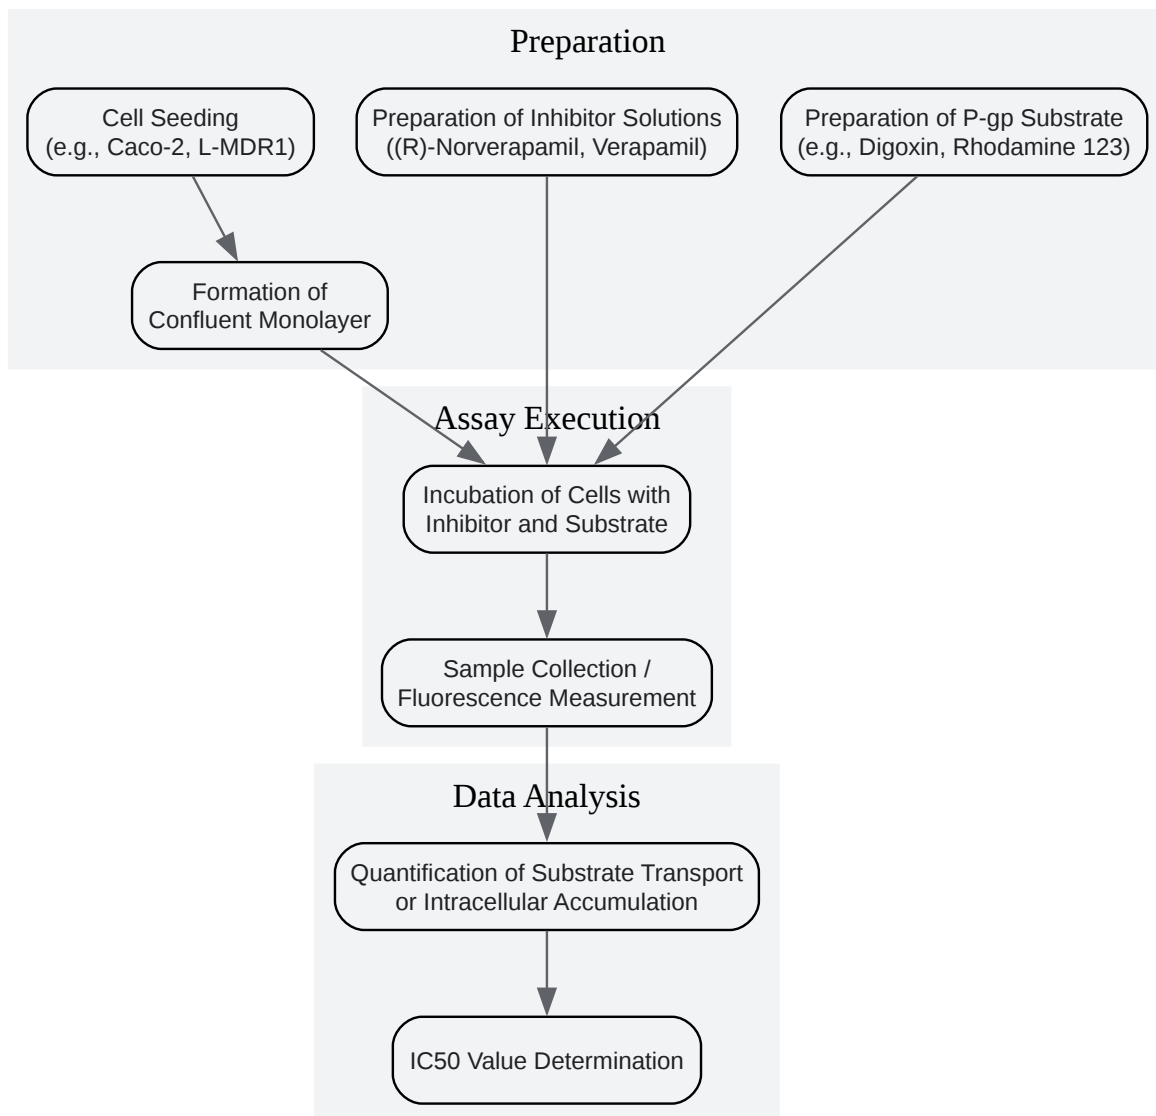 Preparation
Cell Seeding
(e.g., Caco-2, L-MDR1)
Preparation of Inhibitor Solutions
((R)-Norverapamil, Verapamil)
Preparation of P-gp Substrate
(e.g., Digoxin, Rhodamine 123)
Formation of
Confluent Monolayer
Assay Execution
Incubation of Cells with
Inhibitor and Substrate
Sample Collection /
Fluorescence Measurement
Data Analysis
Quantification of Substrate Transport
or Intracellular Accumulation
IC50 Value Determination